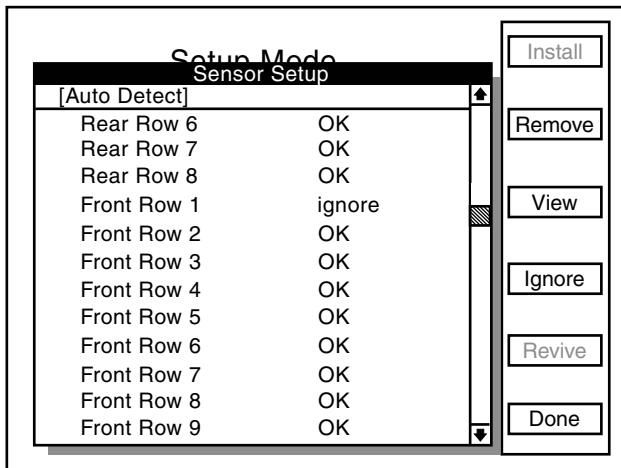 Setup Mode
Sensor Setup
[Auto Detect]
Rear Row 6 OK
Rear Row 7 OK
Rear Row 8 OK
Front Row 1 ignore
Front Row 2 OK
Front Row 3 OK
Front Row 4 OK
Front Row 5 OK
Front Row 6 OK
Front Row 7 OK
Front Row 8 OK
Front Row 9 OK
Install
Remove
View
Ignore
Revive
Done